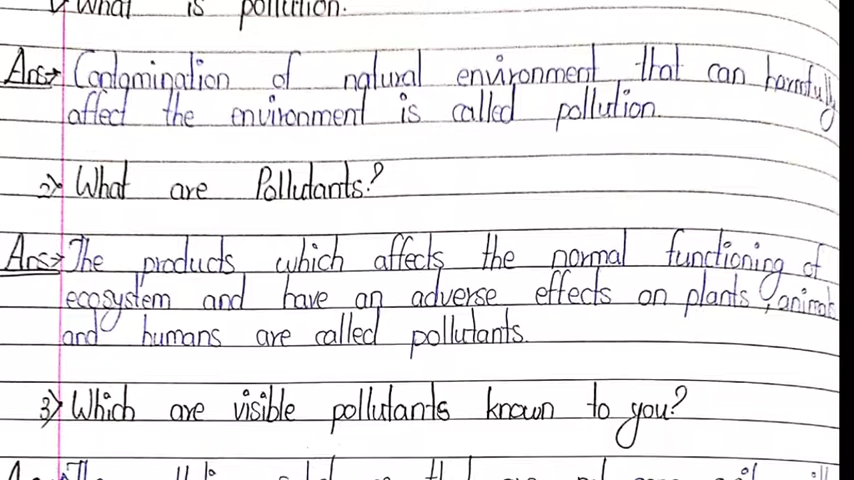 1) What is pollution.
Ans→ Contamination of natural environment that can harmfully
affect the environment is called pollution.
2) What are Pollutants?
Ans→ The products which affects the normal functioning of
ecosystem and have an adverse effects on plants, animals
and humans are called pollutants.
3) Which are visible pollutants known to you?